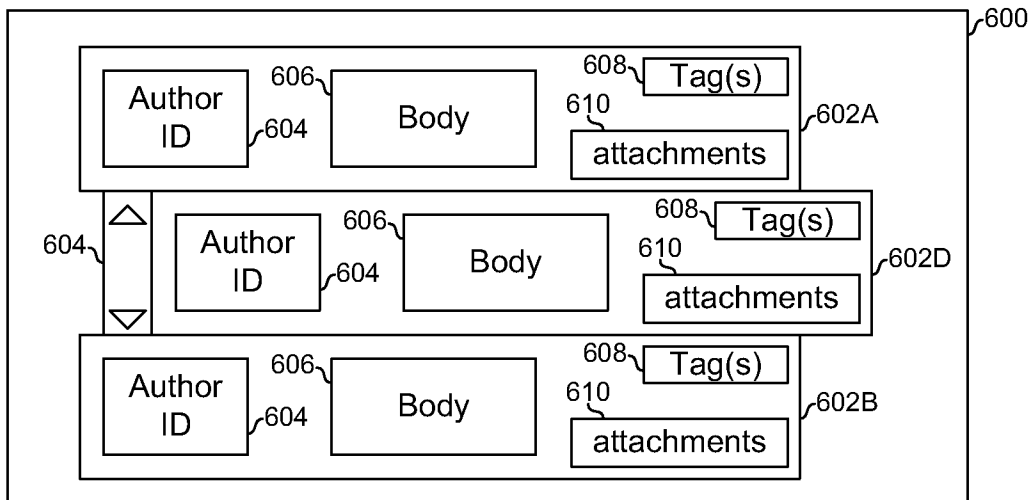 600
606
608
Tag(s)
Author
ID
604
Body
610
attachments
602A
604
606
608
Tag(s)
Author
ID
604
Body
610
attachments
602D
606
608
Tag(s)
Author
ID
604
Body
610
attachments
602B